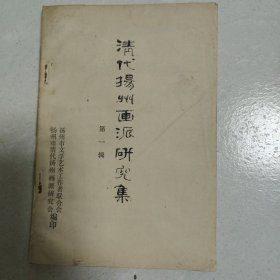 清代揚州画派研究集
第一辑
扬州市文学艺术工作者联合会
扬州市清代扬州画派研究会
编印